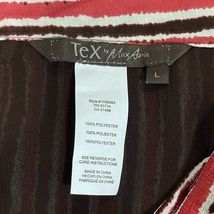 TeX by Max Azria
L
100% POLYESTER
100% POLYESTER
100% POLYESTER
SEE REVERSE FOR
CARE INSTRUCTIONS
MADE IN CHINA
HECHO EN CHINA
FABRIQUÉ EN CHINE